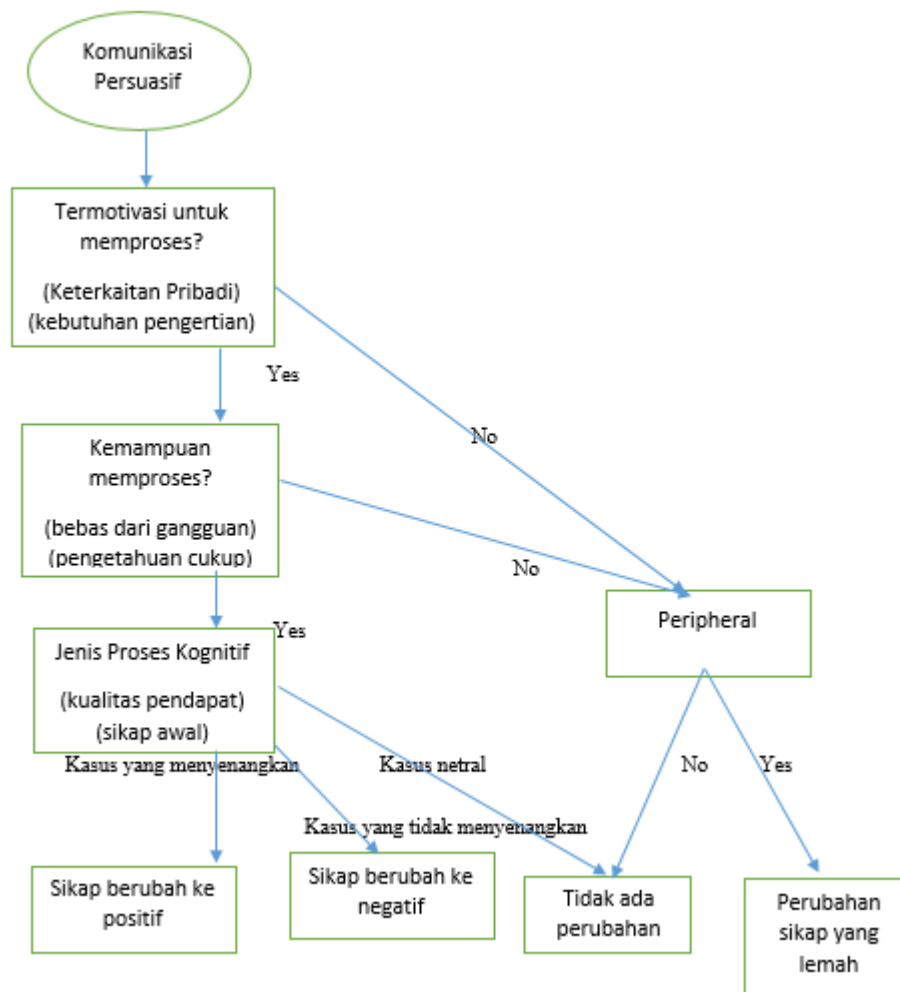 Komunikasi
Persuasif
Termotivasi untuk
memproses?
(Keterkaitan Pribadi)
(kebutuhan pengertian)
Yes
No
Kemampuan
memproses?
(bebas dari gangguan)
(pengetahuan cukup)
No
Yes
Peripheral
Jenis Proses Kognitif
(kualitas pendapat)
(sikap awal)
Kasus yang menyenangkan
Kasus netral
No
Yes
Kasus yang tidak menyenangkan
Sikap berubah ke
positif
Sikap berubah ke
negatif
Tidak ada
perubahan
Perubahan
sikap yang
lemah